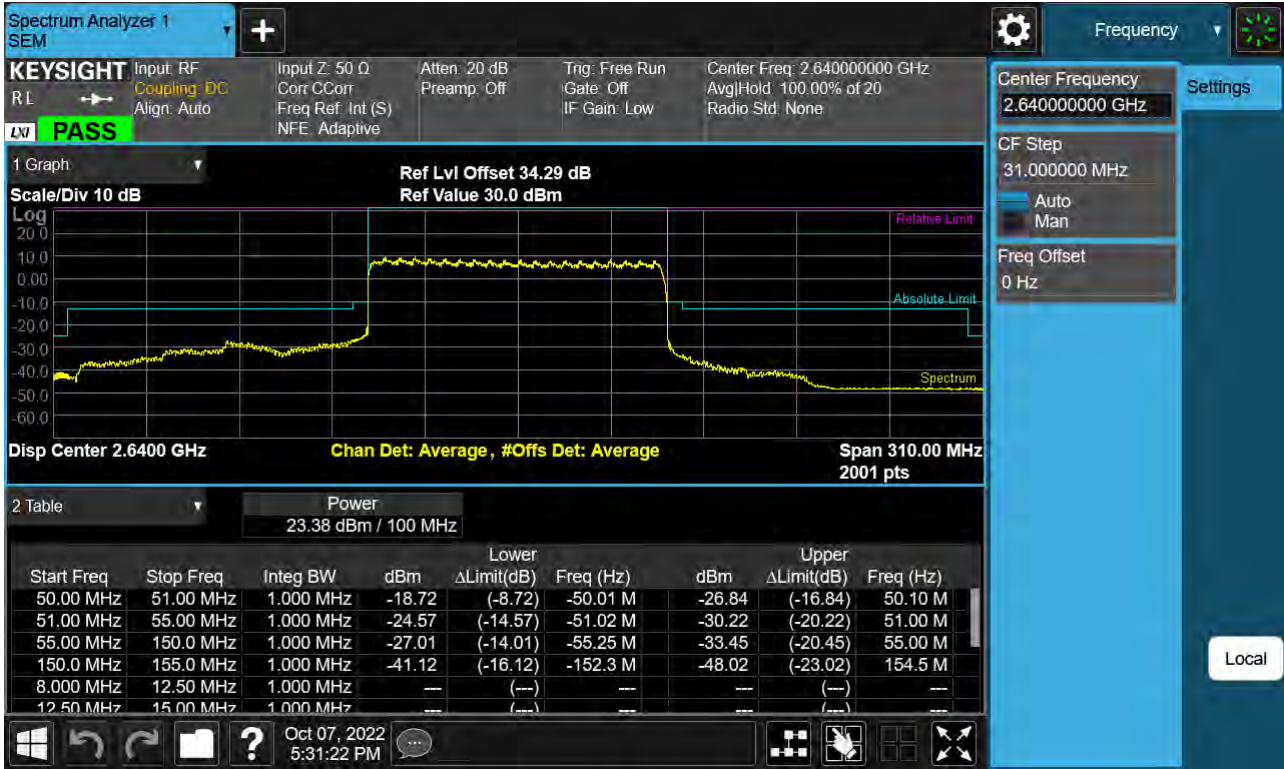 Spectrum Analyzer 1
SEM
+
Frequency
KEYSIGHT
RL
LXI PASS
Input: RF
Coupling: DC
Align: Auto
Input Z: 50 Ω
Corr CCorr
Freq Ref: Int (S)
NFE: Adaptive
Atten: 20 dB
Preamp: Off
Trig: Free Run
Gate: Off
IF Gain: Low
Center Freq: 2.640000000 GHz
Avg|Hold: 100.00% of 20
Radio Std: None
Center Frequency
2.640000000 GHz
Settings
CF Step
31.000000 MHz
Auto
Man
Freq Offset
0 Hz
Local
1 Graph
Scale/Div 10 dB
Ref Lvl Offset 34.29 dB
Ref Value 30.0 dBm
Log
20.0
10.0
0.00
-10.0
-20.0
-30.0
-40.0
-50.0
-60.0
Relative Limit
Absolute Limit
Spectrum
Disp Center 2.6400 GHz
Chan Det: Average , #Offs Det: Average
Span 310.00 MHz
2001 pts
2 Table
Power
23.38 dBm / 100 MHz
Lower Upper
Start Freq Stop Freq Integ BW dBm ΔLimit(dB) Freq (Hz) dBm ΔLimit(dB) Freq (Hz)
50.00 MHz 51.00 MHz 1.000 MHz -18.72 (-8.72) -50.01 M -26.84 (-16.84) 50.10 M
51.00 MHz 55.00 MHz 1.000 MHz -24.57 (-14.57) -51.02 M -30.22 (-20.22) 51.00 M
55.00 MHz 150.0 MHz 1.000 MHz -27.01 (-14.01) -55.25 M -33.45 (-20.45) 55.00 M
150.0 MHz 155.0 MHz 1.000 MHz -41.12 (-16.12) -152.3 M -48.02 (-23.02) 154.5 M
8.000 MHz 12.50 MHz 1.000 MHz --- (---) --- --- (---) ---
12.50 MHz 15.00 MHz 1.000 MHz --- (---) --- --- (---) ---
?
Oct 07, 2022
5:31:22 PM